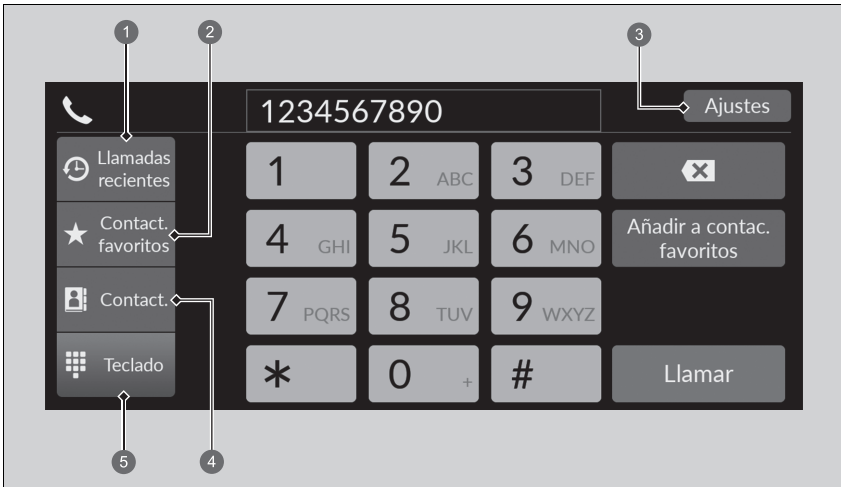 1 2 3
1234567890 Ajustes
Llamadas
recientes
Contact.
favoritos
Contact.
Teclado
1 2 ABC 3 DEF
4 GHI 5 JKL 6 MNO
7 PQRS 8 TUV 9 WXYZ
* 0 + #
Añadir a contac.
favoritos
Llamar
5 4